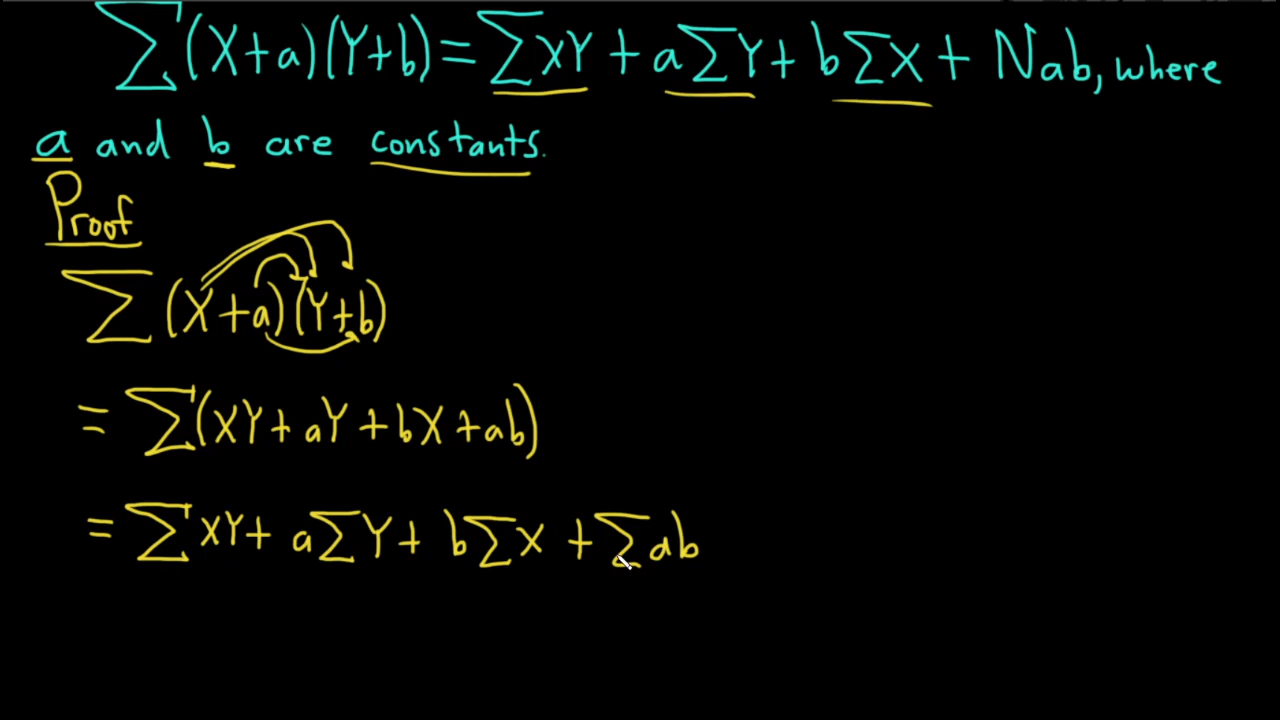 ∑(X+a)(Y+b)=∑XY + a∑Y+ b∑X + Nab, where
a and b are constants.
Proof
∑(X+a)(Y+b)
= ∑(XY+aY+bX+ab)
= ∑XY+ a∑Y+ b∑X +∑ab